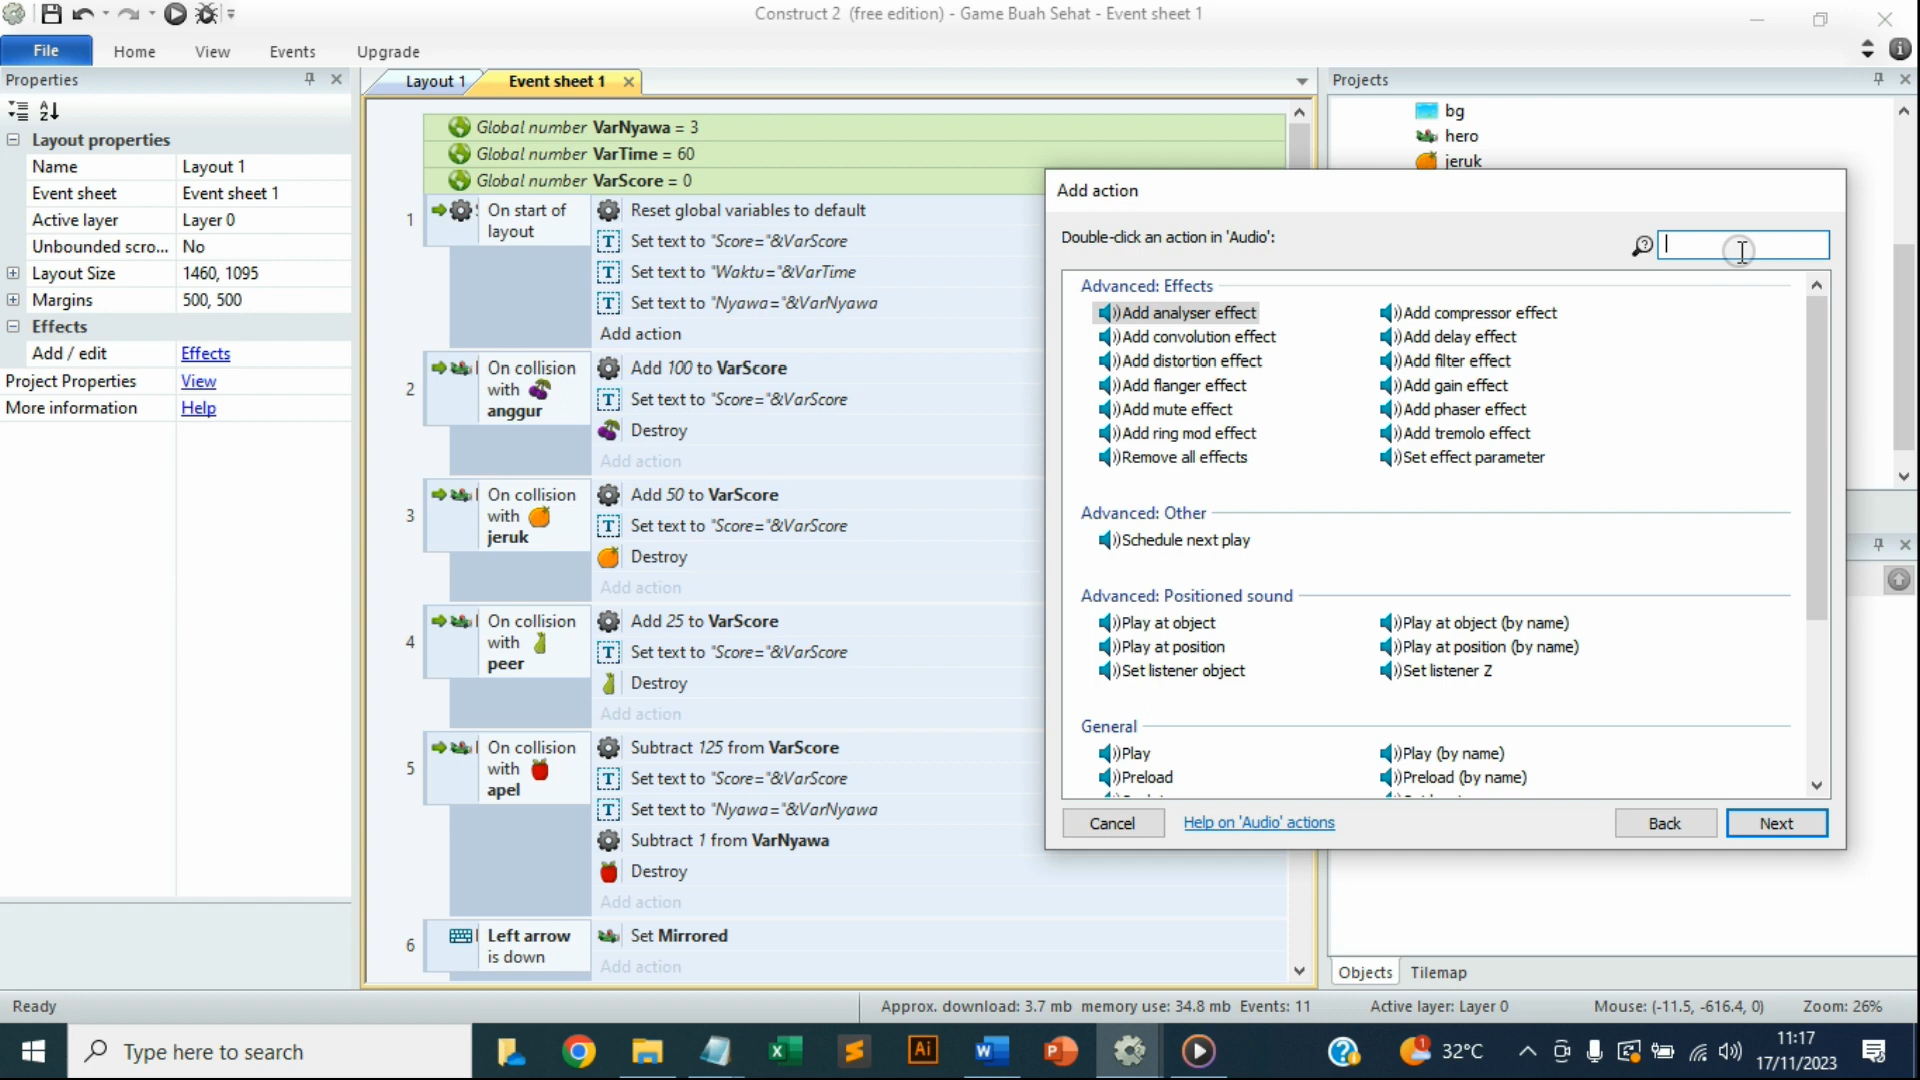 Construct 2 (free edition) - Game Buah Sehat - Event sheet 1
File
Home
View
Events
Upgrade
Properties
Layout properties
Name
Layout 1
Event sheet
Event sheet 1
Active layer
Layer 0
Unbounded scro...
No
Layout Size
1460, 1095
Margins
500, 500
Effects
Add / edit
Effects
Project Properties
View
More information
Help
Layout 1
Event sheet 1
Global number VarNyawa = 3
Global number VarTime = 60
Global number VarScore = 0
1
On start of
layout
Reset global variables to default
Set text to "Score="&VarScore
Set text to "Waktu="&VarTime
Set text to "Nyawa="&VarNyawa
Add action
2
On collision
with
anggur
Add 100 to VarScore
Set text to "Score="&VarScore
Destroy
Add action
3
On collision
with
jeruk
Add 50 to VarScore
Set text to "Score="&VarScore
Destroy
Add action
4
On collision
with
peer
Add 25 to VarScore
Set text to "Score="&VarScore
Destroy
Add action
5
On collision
with
apel
Subtract 125 from VarScore
Set text to "Score="&VarScore
Set text to "Nyawa="&VarNyawa
Subtract 1 from VarNyawa
Destroy
Add action
6
Left arrow
is down
Set Mirrored
Add action
Projects
bg
hero
jeruk
Add action
Double-click an action in 'Audio':
Advanced: Effects
Add analyser effect
Add compressor effect
Add convolution effect
Add delay effect
Add distortion effect
Add filter effect
Add flanger effect
Add gain effect
Add mute effect
Add phaser effect
Add ring mod effect
Add tremolo effect
Remove all effects
Set effect parameter
Advanced: Other
Schedule next play
Advanced: Positioned sound
Play at object
Play at object (by name)
Play at position
Play at position (by name)
Set listener object
Set listener Z
General
Play
Play (by name)
Preload
Preload (by name)
Cancel
Help on 'Audio' actions
Back
Next
Objects
Tilemap
Ready
Approx. download: 3.7 mb memory use: 34.8 mb Events: 11
Active layer: Layer 0
Mouse: (-11.5, -616.4, 0)
Zoom: 26%
Type here to search
32°C
11:17
17/11/2023